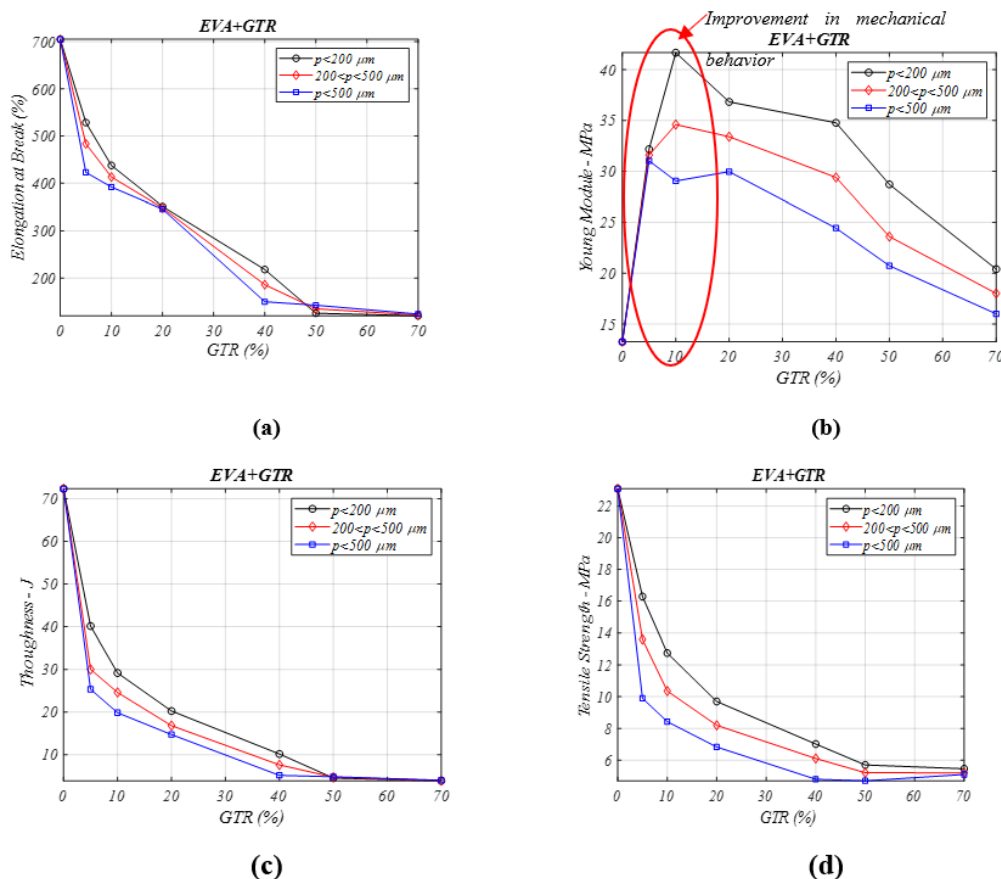 EVA+GTR
p<200 µm
200<p<500 µm
p<500 µm
Elongation at Break (%)
700
600
500
400
300
200
0 10 20 30 40 50 60 70
GTR (%)
(a)
Improvement in mechanical
EVA+GTR
behavior
p<200 µm
200<p<500 µm
p<500 µm
Young Module - MPa
40
35
30
25
20
15
0 10 20 30 40 50 60 70
GTR (%)
(b)
EVA+GTR
p<200 µm
200<p<500 µm
p<500 µm
Thoughness - J
70
60
50
40
30
20
10
0 10 20 30 40 50 60 70
GTR (%)
(c)
EVA+GTR
p<200 µm
200<p<500 µm
p<500 µm
Tensile Strength - MPa
22
20
18
16
14
12
10
8
6
0 10 20 30 40 50 60 70
GTR (%)
(d)